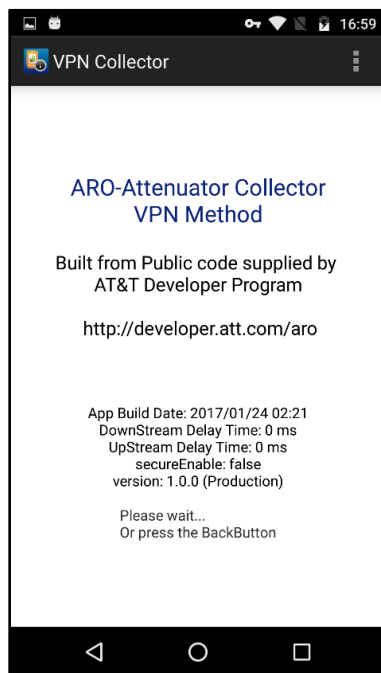 16:59
VPN Collector
ARO-Attenuator Collector
VPN Method
Built from Public code supplied by
AT&T Developer Program
http://developer.att.com/aro
App Build Date: 2017/01/24 02:21
DownStream Delay Time: 0 ms
UpStream Delay Time: 0 ms
secureEnable: false
version: 1.0.0 (Production)
Please wait...
Or press the BackButton